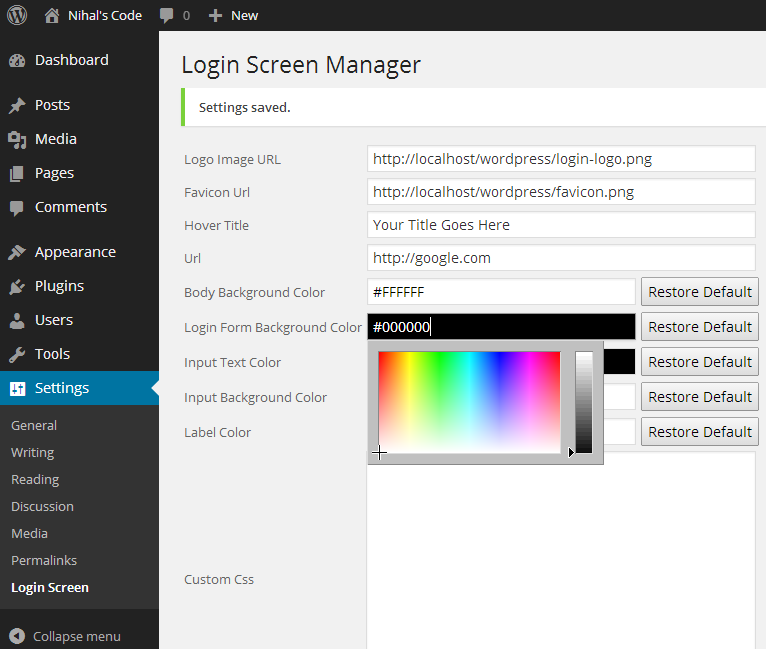 Nihal's Code 0 New
Dashboard
Posts
Media
Pages
Comments
Appearance
Plugins
Users
Tools
Settings
General
Writing
Reading
Discussion
Media
Permalinks
Login Screen
Collapse menu
Login Screen Manager
Settings saved.
Logo Image URL http://localhost/wordpress/login-logo.png
Favicon Url http://localhost/wordpress/favicon.png
Hover Title Your Title Goes Here
Url http://google.com
Body Background Color #FFFFFF Restore Default
Login Form Background Color #000000 Restore Default
Input Text Color Restore Default
Input Background Color Restore Default
Label Color Restore Default
Custom Css